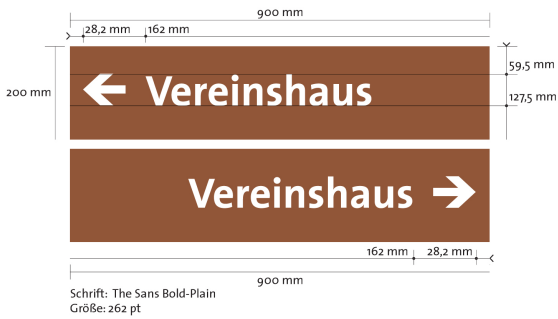 900 mm
28,2 mm 162 mm
59,5 mm
200 mm
Vereinshaus
127,5 mm
Vereinshaus
162 mm 28,2 mm
900 mm
Schrift: The Sans Bold-Plain
Größe: 262 pt